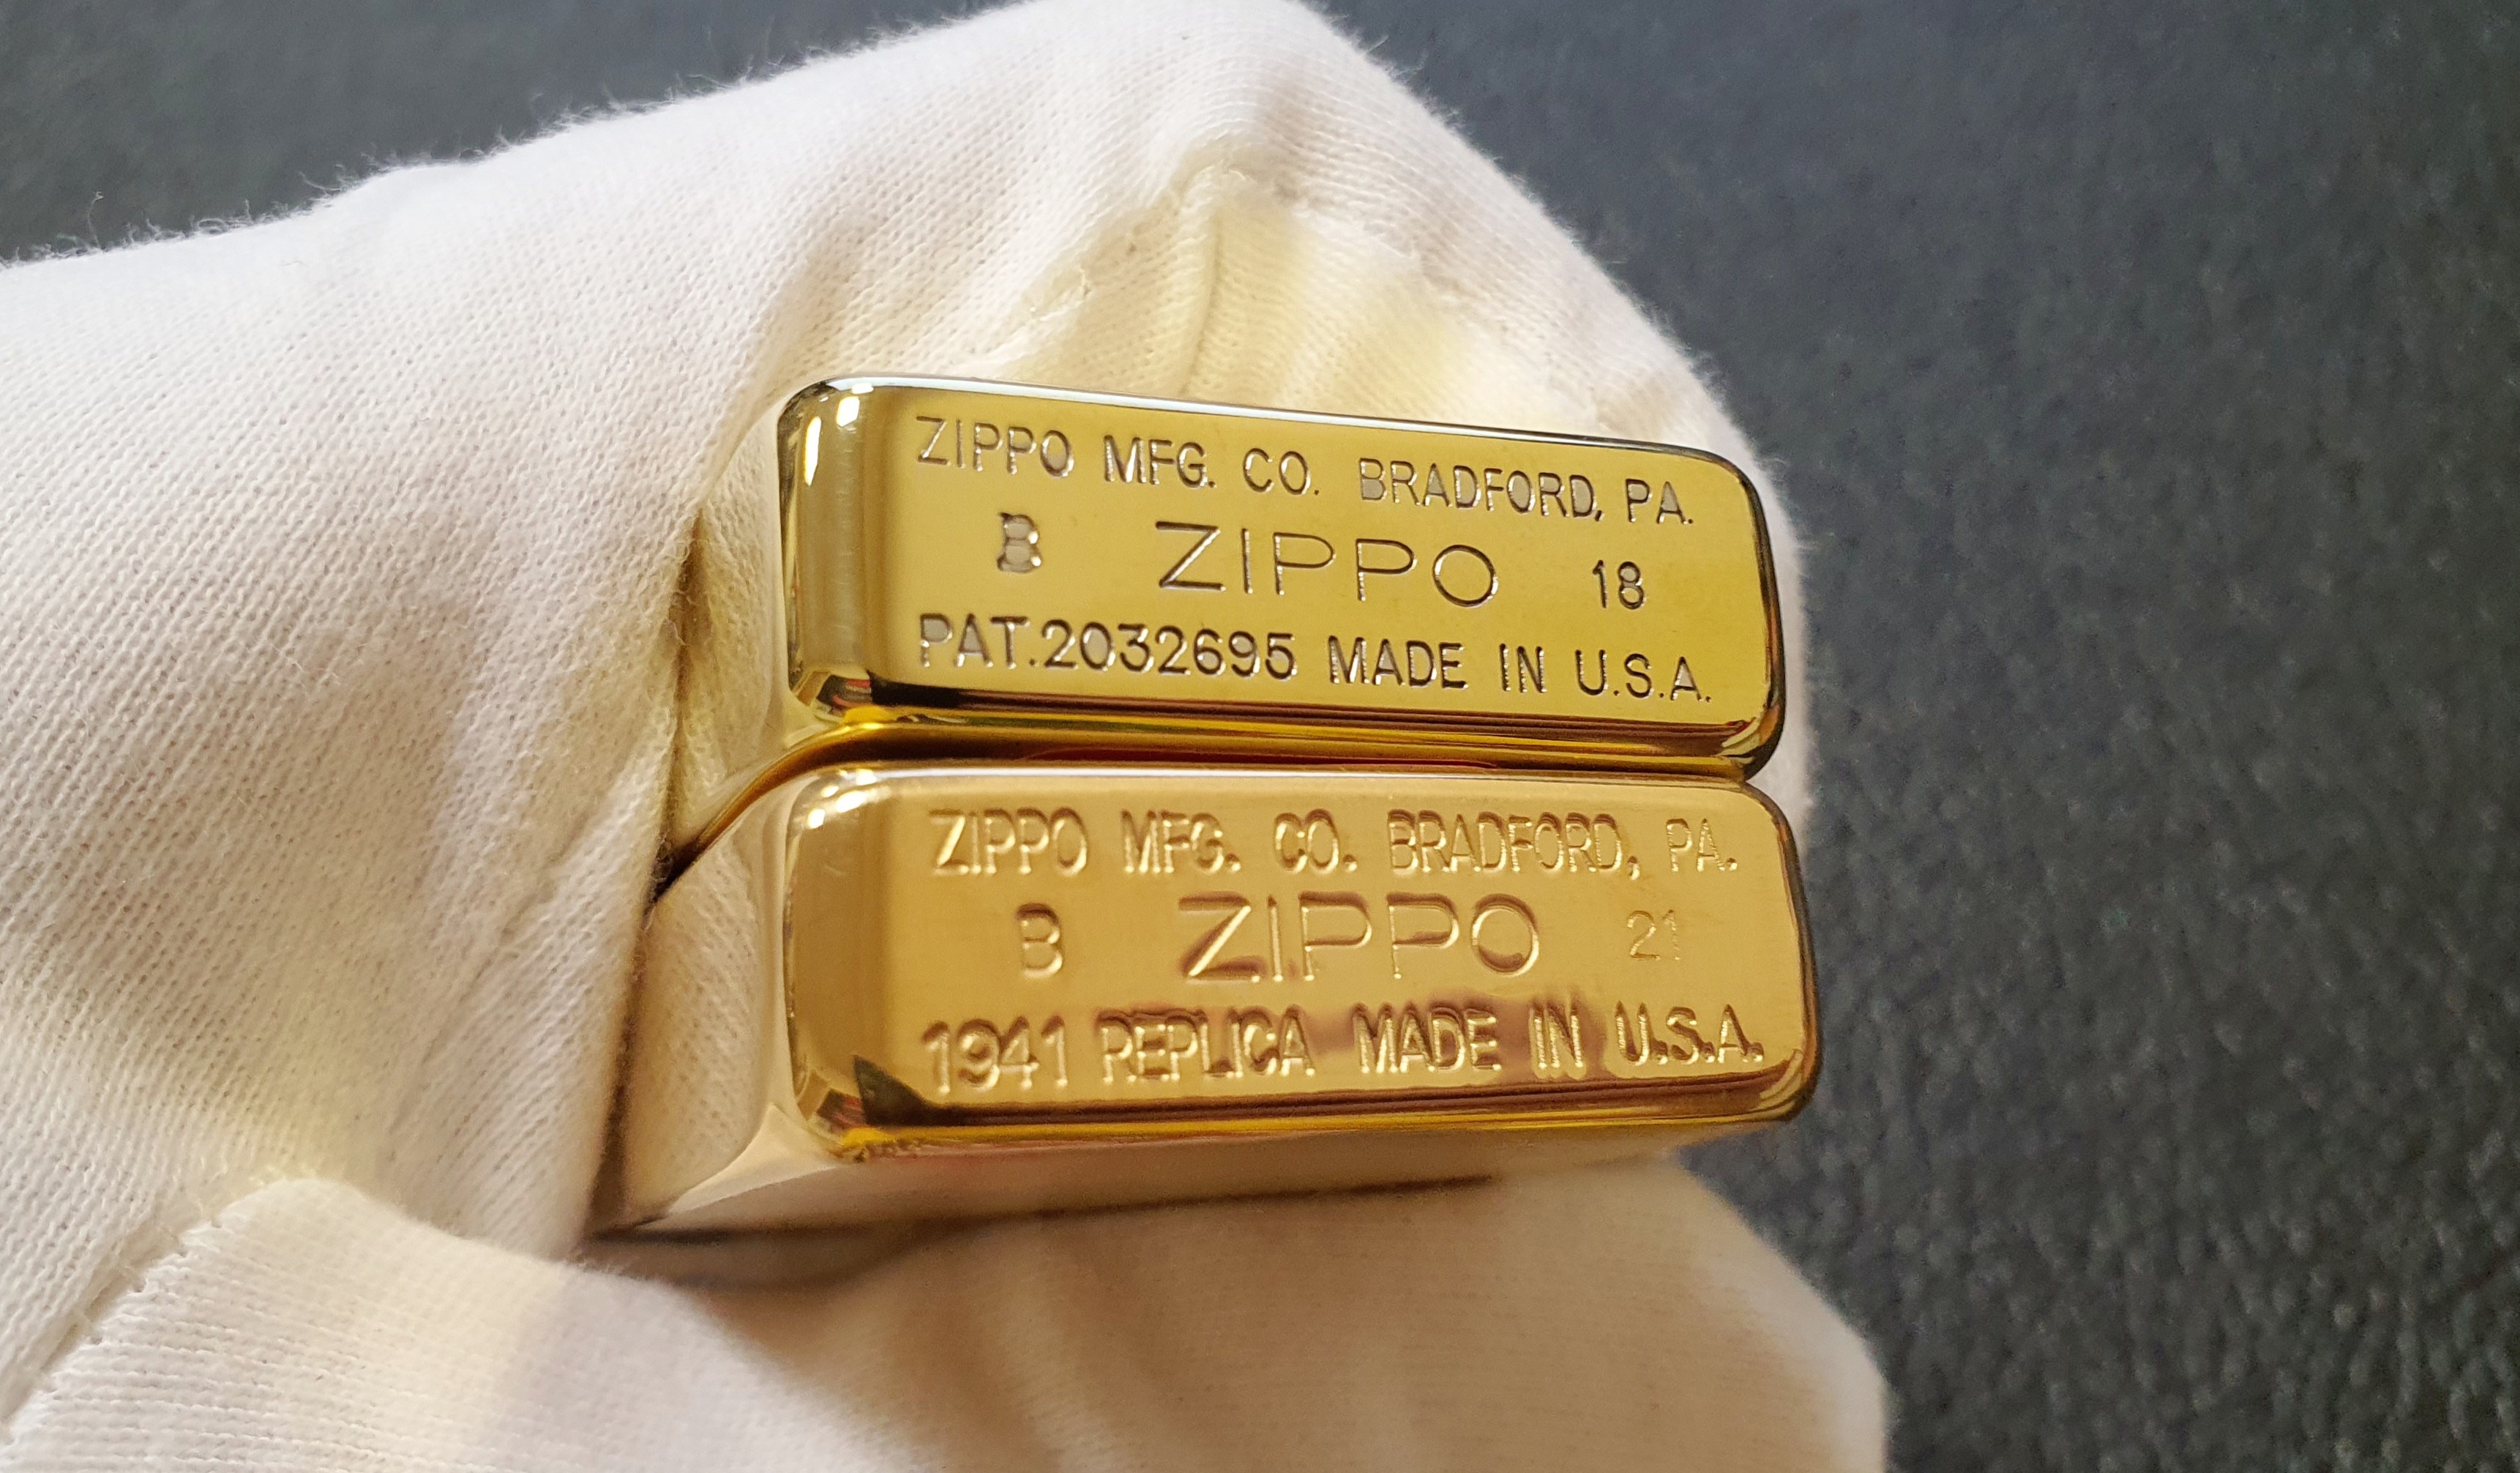 ZIPPO MFG. CO. BRADFORD, PA.
B ZIPPO 18
PAT.2032695 MADE IN U.S.A.
ZIPPO MFG. CO. BRADFORD, PA.
B ZIPPO 21
1941 REPLICA MADE IN U.S.A.